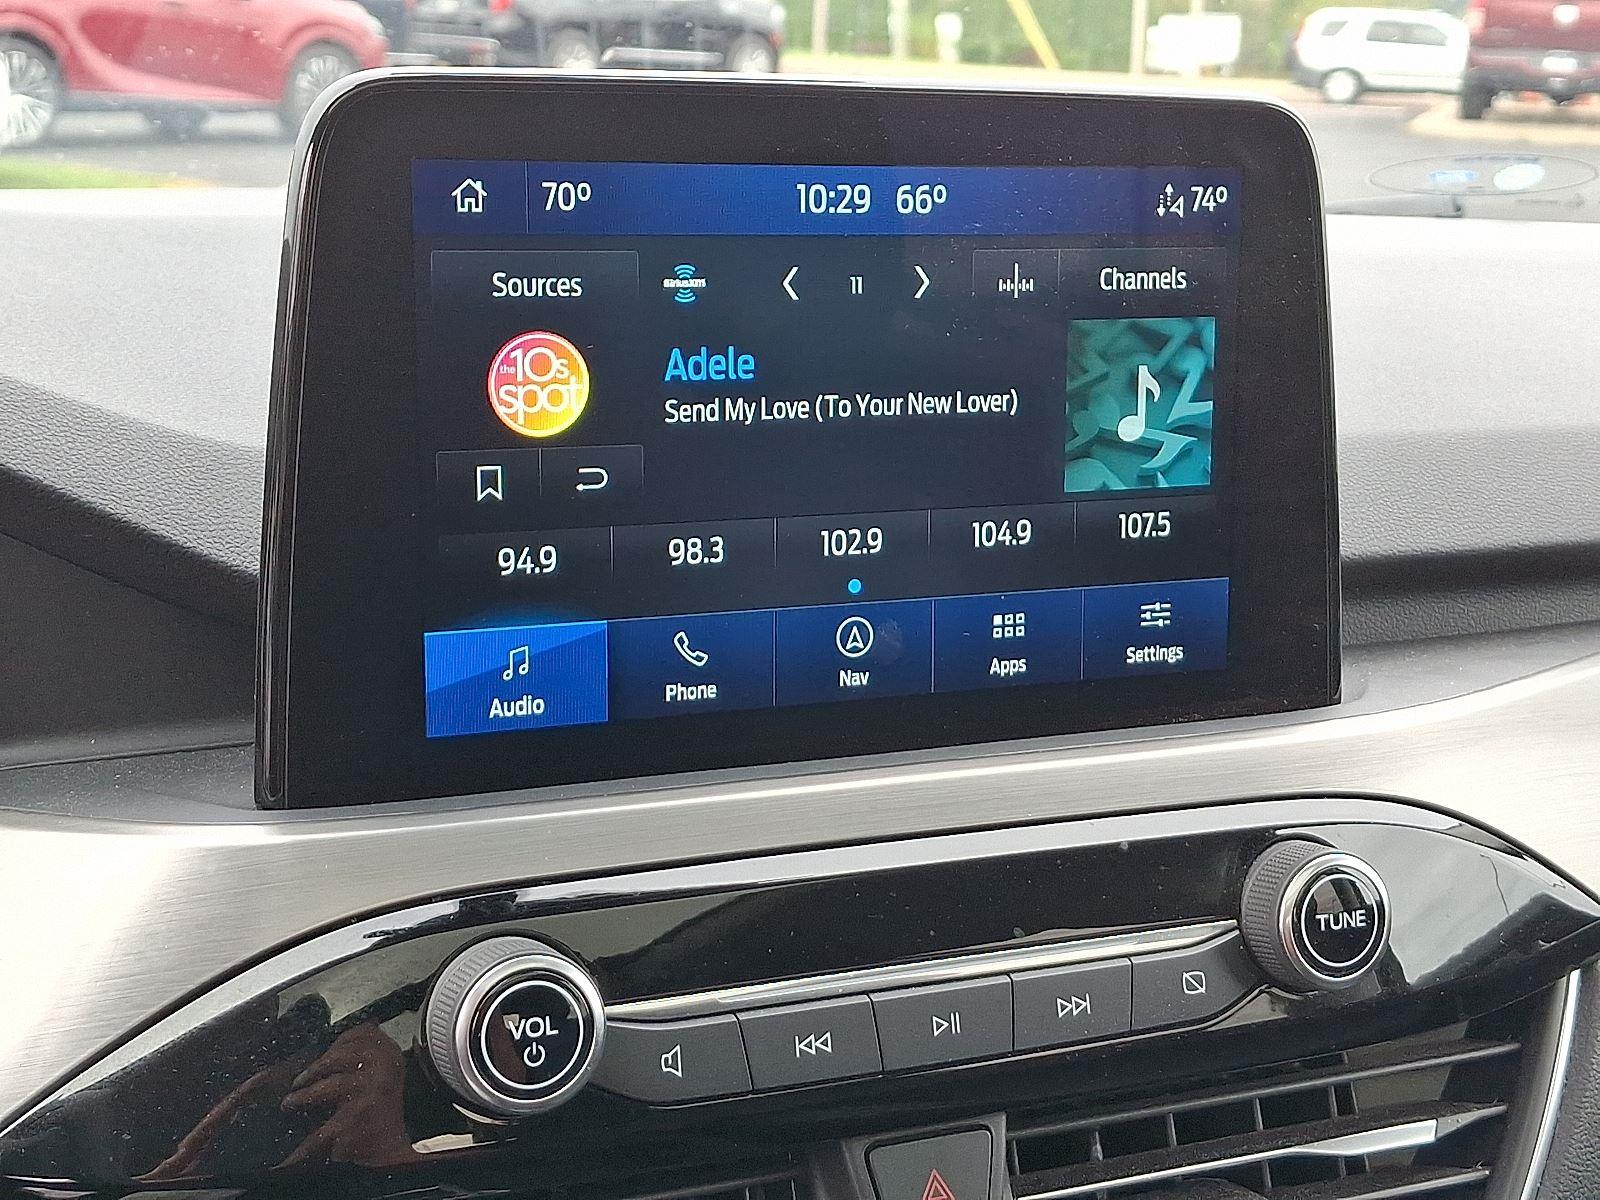 70° 10:29 66° 74°
Sources siriusxm 11 Channels
the 10s spot
Adele
Send My Love (To Your New Lover)
94.9 98.3 102.9 104.9 107.5
Audio Phone Nav Apps Settings
TUNE
VOL